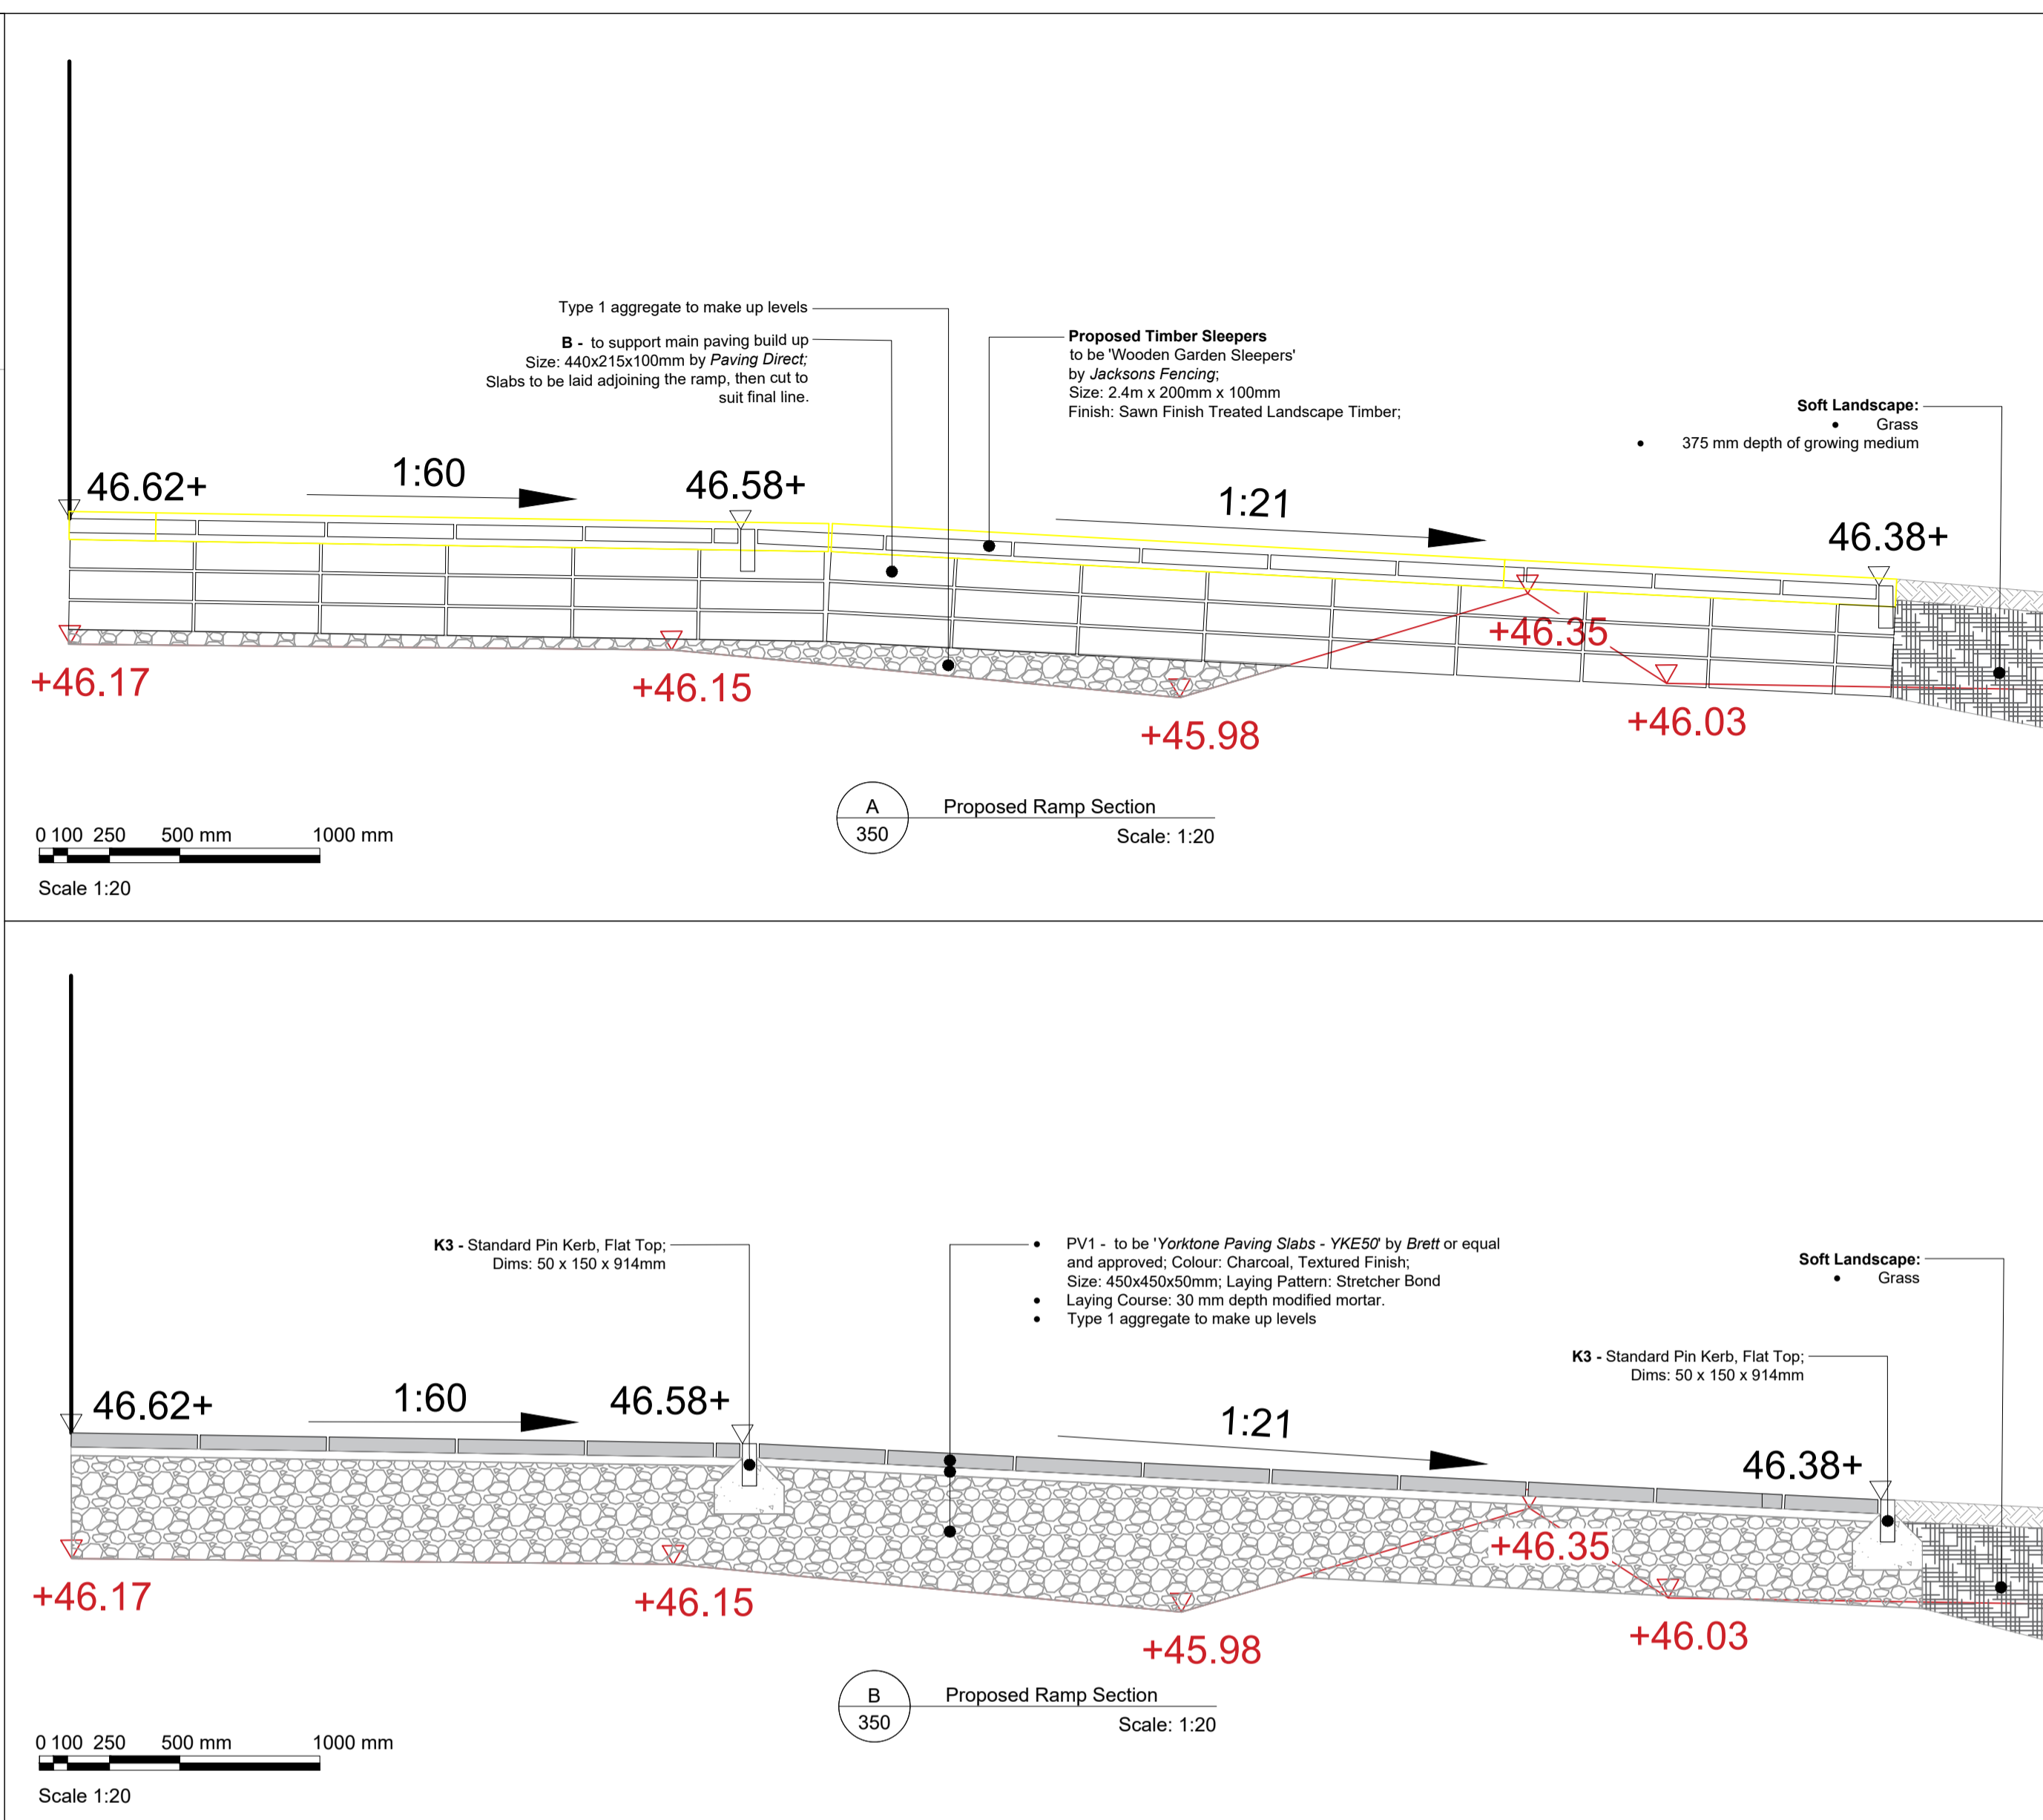 Type 1 aggregate to make up levels
B - to support main paving build up
Size: 440x215x100mm by Paving Direct;
Slabs to be laid adjoining the ramp, then cut to
suit final line.
Proposed Timber Sleepers
to be 'Wooden Garden Sleepers'
by Jacksons Fencing;
Size: 2.4m x 200mm x 100mm
Finish: Sawn Finish Treated Landscape Timber;
Soft Landscape:
• Grass
• 375 mm depth of growing medium
46.62+
1:60
46.58+
1:21
46.38+
+46.17
+46.15
+45.98
+46.35
+46.03
A
350
Proposed Ramp Section
Scale: 1:20
0 100 250 500 mm 1000 mm
Scale 1:20
K3 - Standard Pin Kerb, Flat Top;
Dims: 50 x 150 x 914mm
• PV1 - to be 'Yorktone Paving Slabs - YKE50' by Brett or equal
and approved; Colour: Charcoal, Textured Finish;
Size: 450x450x50mm; Laying Pattern: Stretcher Bond
• Laying Course: 30 mm depth modified mortar.
• Type 1 aggregate to make up levels
Soft Landscape:
• Grass
K3 - Standard Pin Kerb, Flat Top;
Dims: 50 x 150 x 914mm
46.62+
1:60
46.58+
1:21
46.38+
+46.17
+46.15
+45.98
+46.35
+46.03
B
350
Proposed Ramp Section
Scale: 1:20
0 100 250 500 mm 1000 mm
Scale 1:20